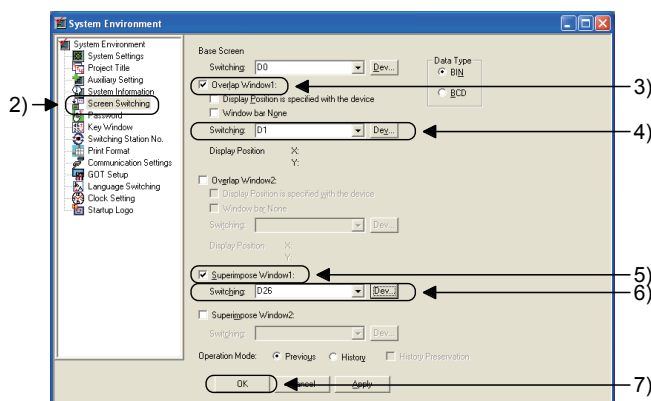 System Environment
System Environment
System Settings
Project Title
Auxiliary Setting
System Information
2)
Screen Switching
Password
Key Window
Switching Station No.
Print Format
Communication Settings
GOT Setup
Language Switching
Clock Setting
Startup Logo
Base Screen
Switching: D0 Dev...
Data Type
BIN
BCD
Overlap Window1: 3)
Display Position is specified with the device
Window bar None
Switching: D1 Dev... 4)
Display Position X:
Y:
Overlap Window2:
Display Position is specified with the device
Window bar None
Switching: Dev...
Display Position X:
Y:
Superimpose Window1: 5)
Switching: D26 Dev... 6)
Superimpose Window2:
Switching: Dev...
Operation Mode: Previous History History Preservation
OK Cancel Apply 7)